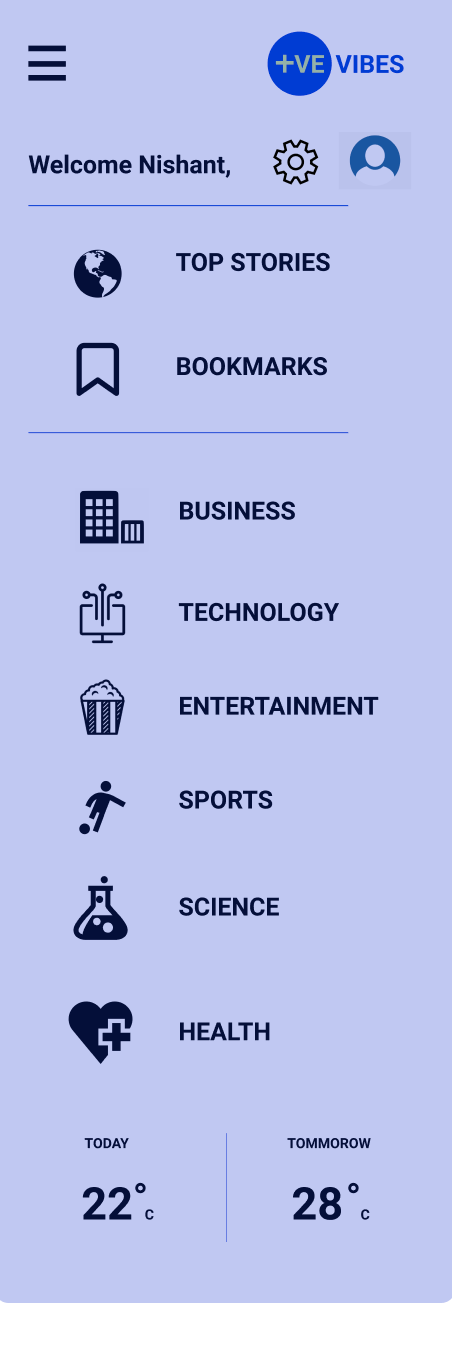 +VE VIBES
Welcome Nishant,
TOP STORIES
BOOKMARKS
BUSINESS
TECHNOLOGY
ENTERTAINMENT
SPORTS
SCIENCE
HEALTH
TODAY TOMMOROW
22°C 28°C